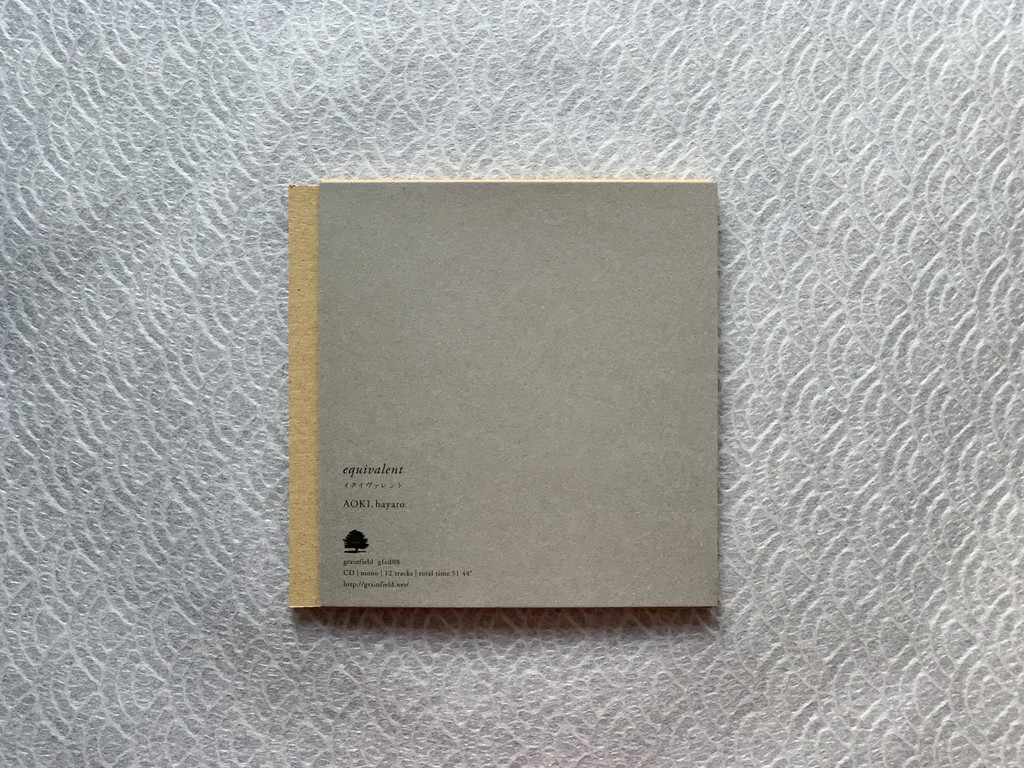 equivalent
イクイヴァレント
AOKI.hayato
grainfield gfcd08
CD | mono | 12 tracks | total time 51'44"
http://grainfield.net/